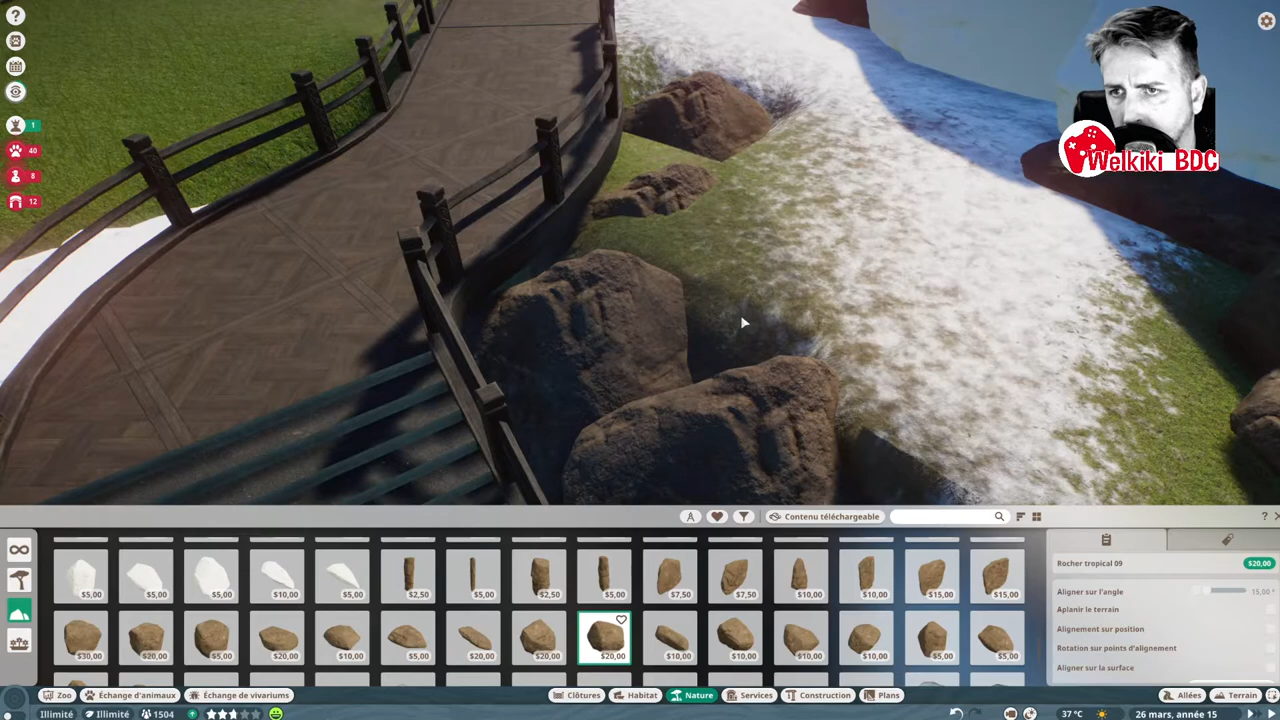 ?
1
40
8
12
Welkiki BDC
Contenu téléchargeable
?
$5,00 $5,00 $5,00 $10,00 $5,00 $2,50 $5,00 $2,50 $5,00 $7,50 $7,50 $10,00 $10,00 $15,00 $15,00
$30,00 $20,00 $5,00 $20,00 $10,00 $5,00 $20,00 $20,00 $20,00 $10,00 $10,00 $10,00 $10,00 $5,00 $5,00
Rocher tropical 09 $20,00
Aligner sur l'angle 15,00 °
Aplanir le terrain
Alignement sur position
Rotation sur points d'alignement
Aligner sur la surface
Zoo Échange d'animaux Échange de vivariums Clôtures Habitat Nature Services Construction Plans Allées Terrain
Illimité Illimité 1504 37 °C 26 mars, année 15